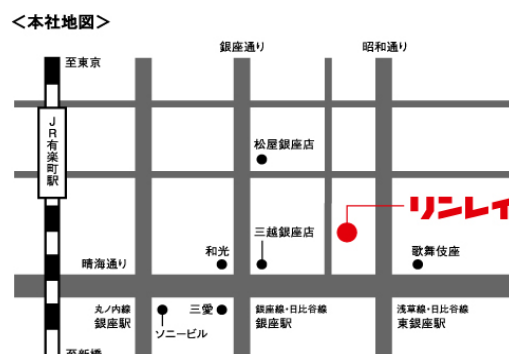 ＜本社地図＞
銀座通り
昭和通り
至東京
JR有楽町駅
松屋銀座店
リンレイ
三越銀座店
和光
歌舞伎座
晴海通り
丸ノ内線
銀座駅
ソニービル
三愛
銀座線・日比谷線
銀座駅
浅草線・日比谷線
東銀座駅
至新橋